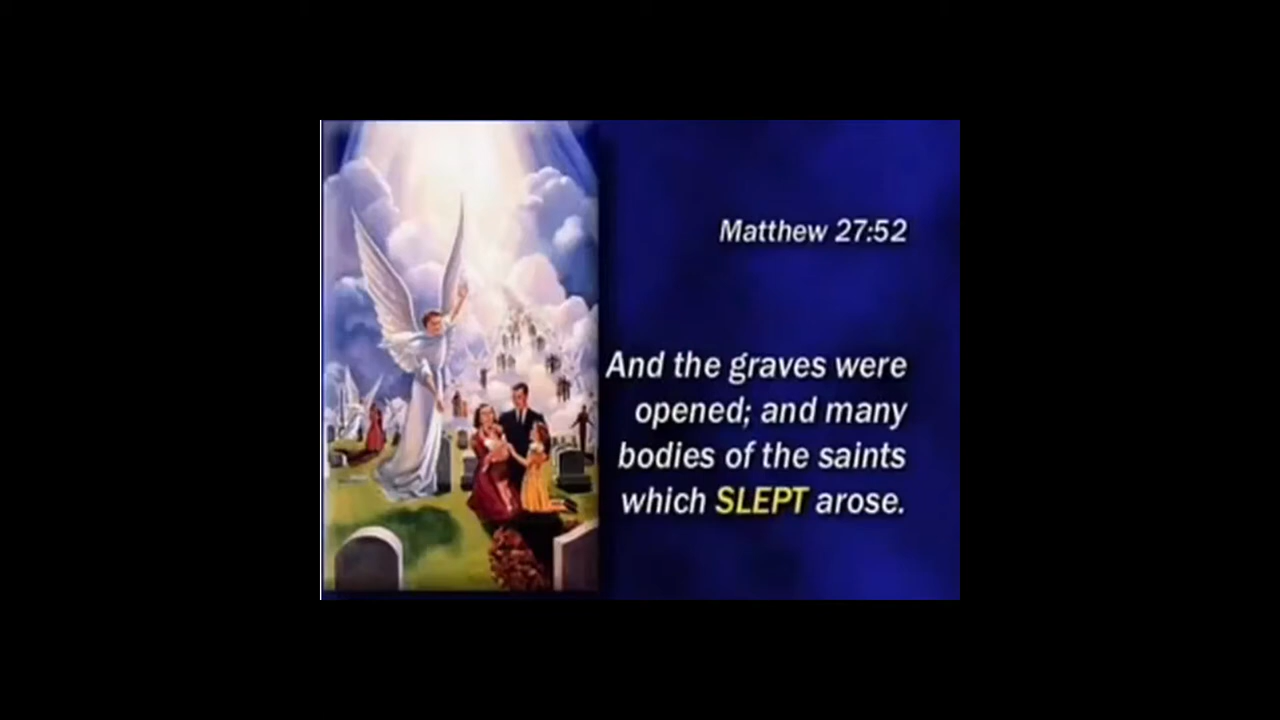 Matthew 27:52
And the graves were
opened; and many
bodies of the saints
which SLEPT arose.